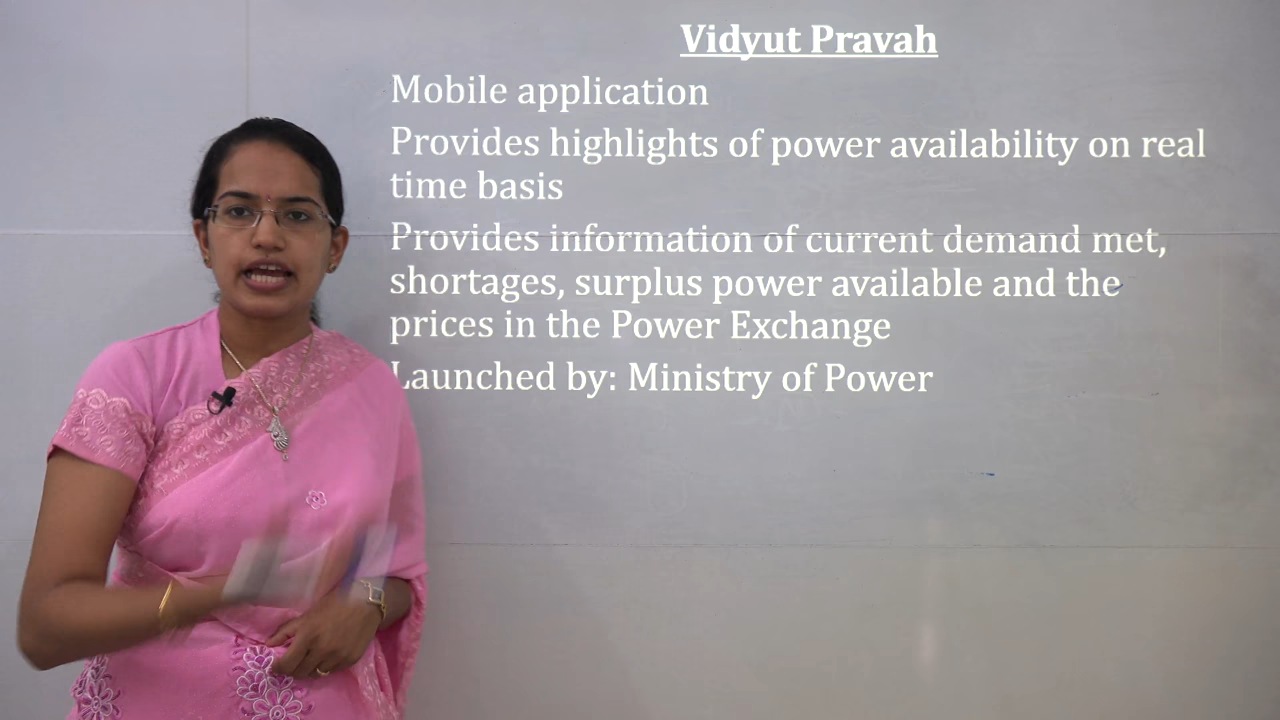 Vidyut Pravah
Mobile application
Provides highlights of power availability on real
time basis
Provides information of current demand met,
shortages, surplus power available and the
prices in the Power Exchange
Launched by: Ministry of Power